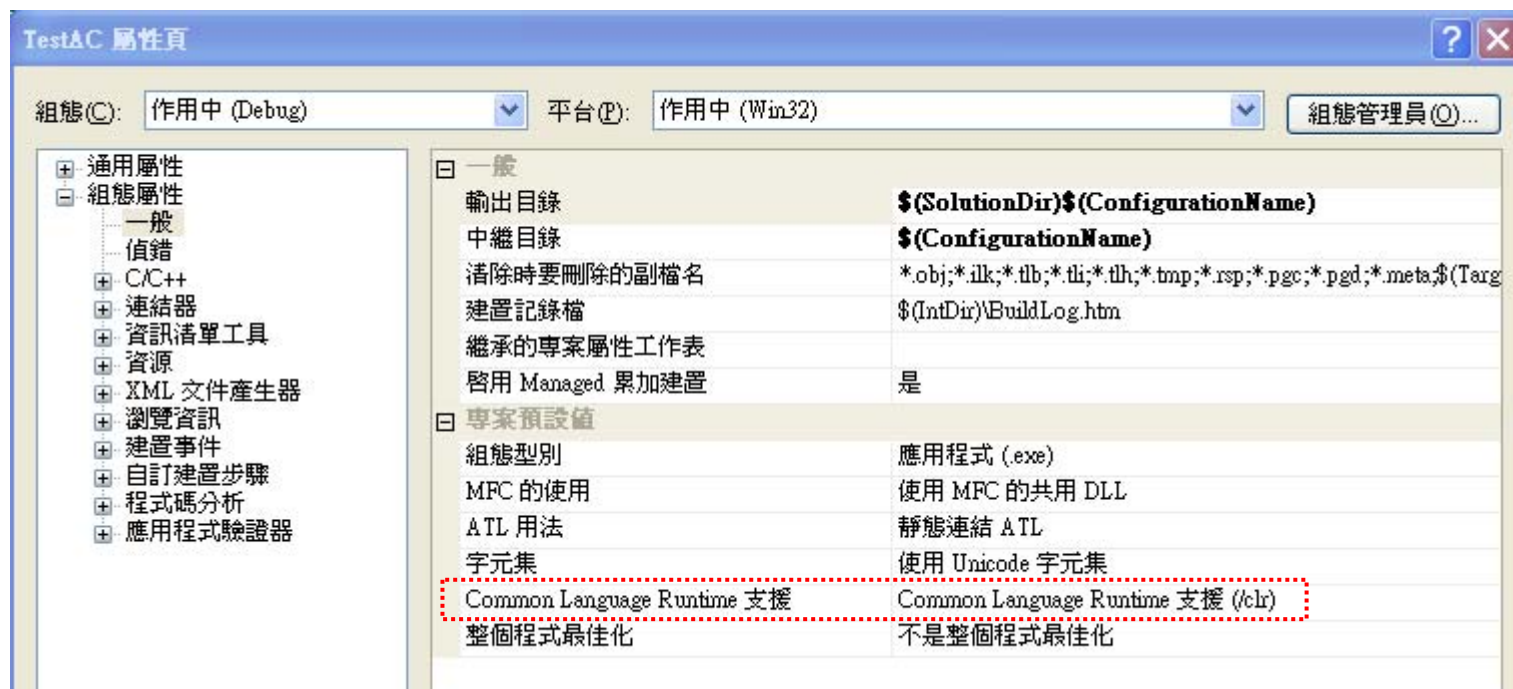 TestAC 屬性頁
組態(C): 作用中 (Debug) 平台(P): 作用中 (Win32) 組態管理員(O)...
通用屬性
組態屬性
一般
偵錯
C/C++
連結器
資訊清單工具
資源
XML 文件產生器
瀏覽資訊
建置事件
自訂建置步驟
程式碼分析
應用程式驗證器
一般
輸出目錄 $(SolutionDir)$(ConfigurationName)
中繼目錄 $(ConfigurationName)
清除時要刪除的副檔名 *.obj;*.ilk;*.tlb;*.tli;*.tlh;*.tmp;*.rsp;*.pgc;*.pgd;*.meta;$(Targ
建置記錄檔 $(IntDir)\BuildLog.htm
繼承的專案屬性工作表
啓用 Managed 累加建置 是
專案預設值
組態型別 應用程式 (.exe)
MFC 的使用 使用 MFC 的共用 DLL
ATL 用法 靜態連結 ATL
字元集 使用 Unicode 字元集
Common Language Runtime 支援 Common Language Runtime 支援 (/clr)
整個程式最佳化 不是整個程式最佳化